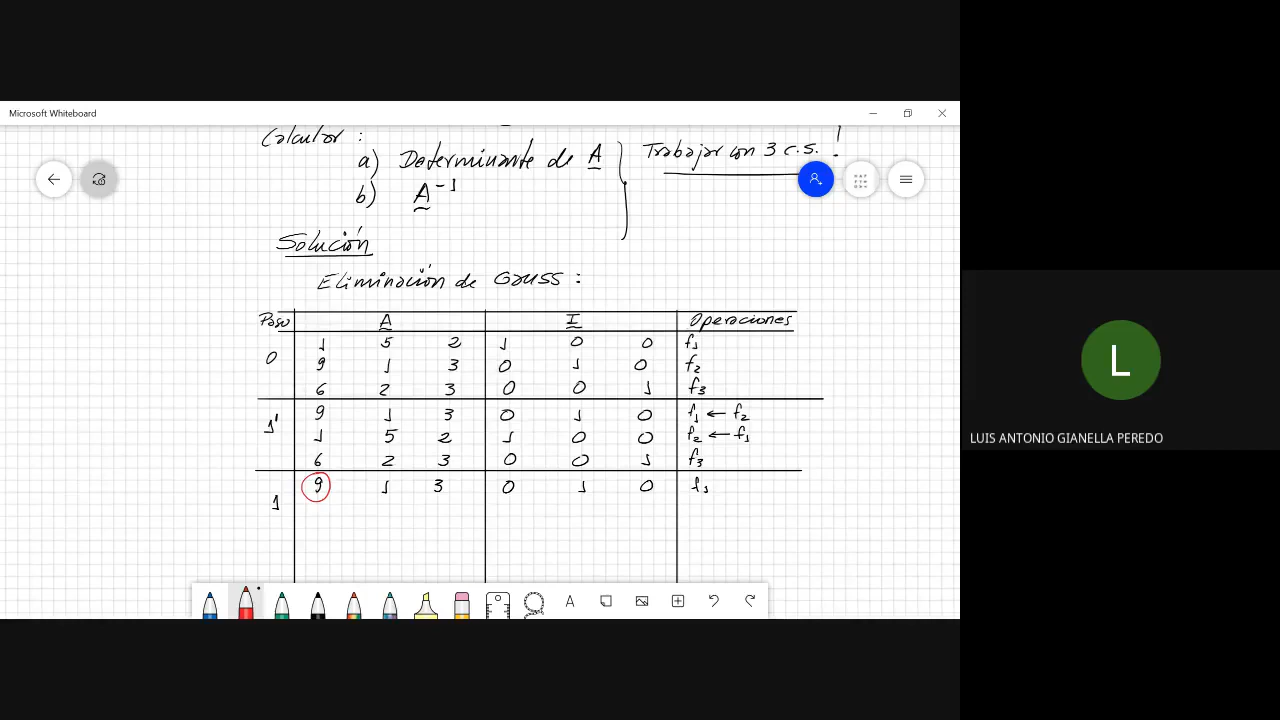 Microsoft Whiteboard
Calcular :
a) Determinante de A
b) A-1
Trabajar con 3 c.s. !
Solución
Eliminación de Gauss :
Paso A I Operaciones
0
1 5 2 1 0 0 f1
9 1 3 0 1 0 f2
6 2 3 0 0 1 f3
1'
9 1 3 0 1 0 f1 ← f2
1 5 2 1 0 0 f2 ← f1
6 2 3 0 0 1 f3
1
9 1 3 0 1 0 f1
L
LUIS ANTONIO GIANELLA PEREDO